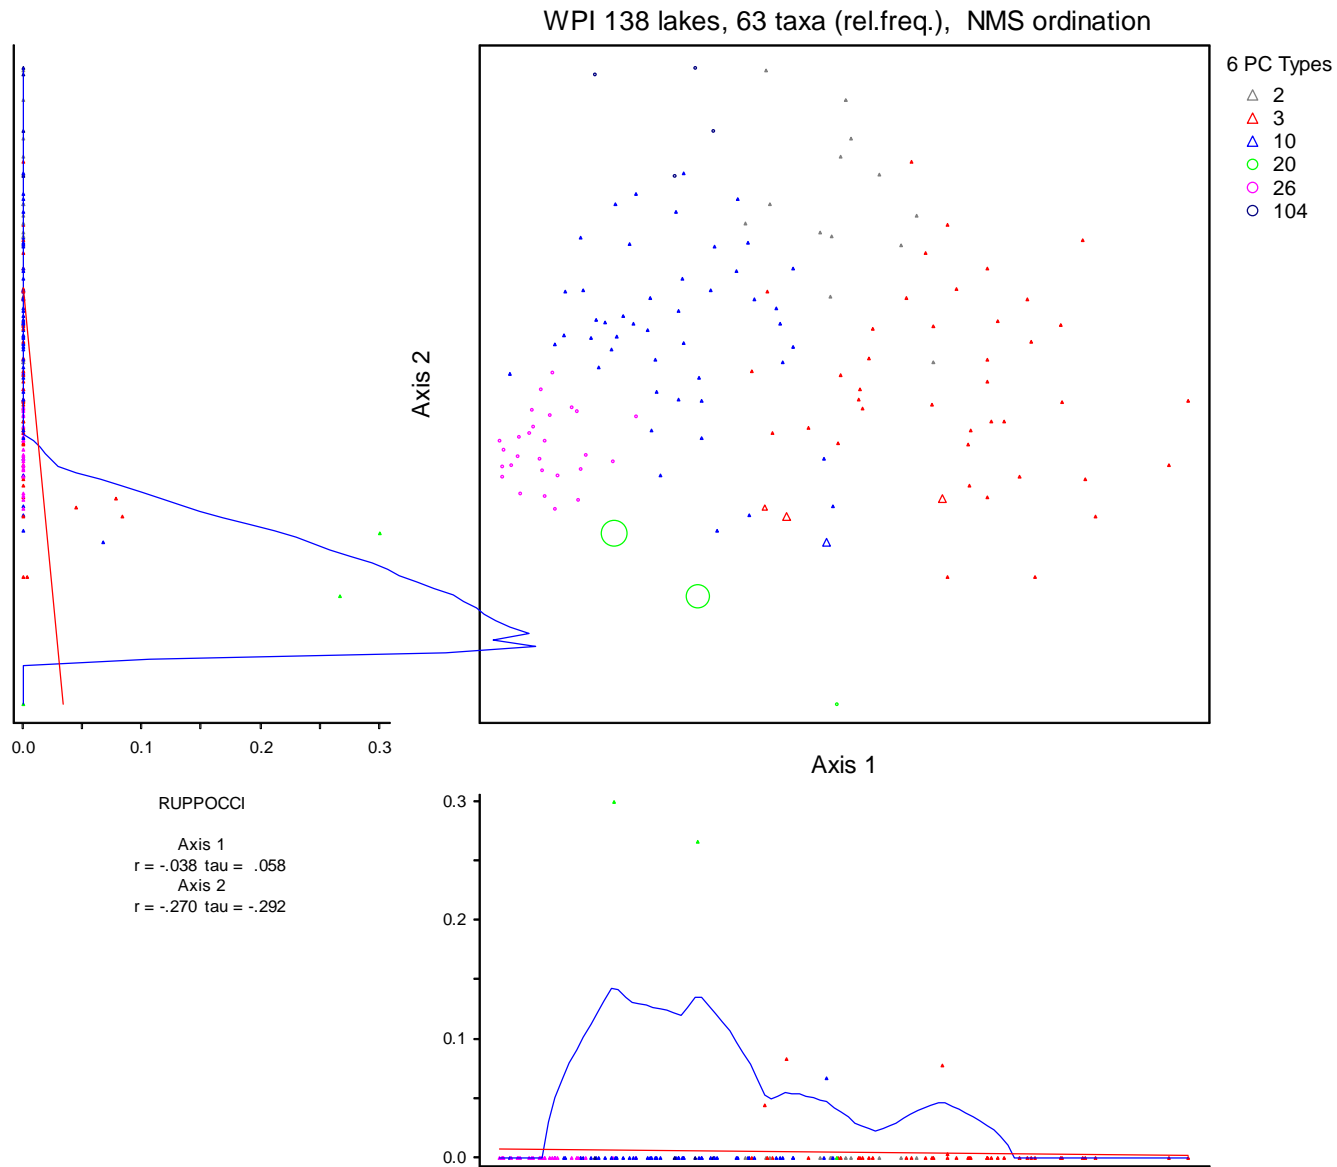 WPI 138 lakes, 63 taxa (rel.freq.), NMS ordination
6 PC Types
2
3
10
20
26
104
Axis 2
0.0 0.1 0.2 0.3
Axis 1
RUPPOCCI
Axis 1
r = -.038 tau = .058
Axis 2
r = -.270 tau = -.292
0.3
0.2
0.1
0.0